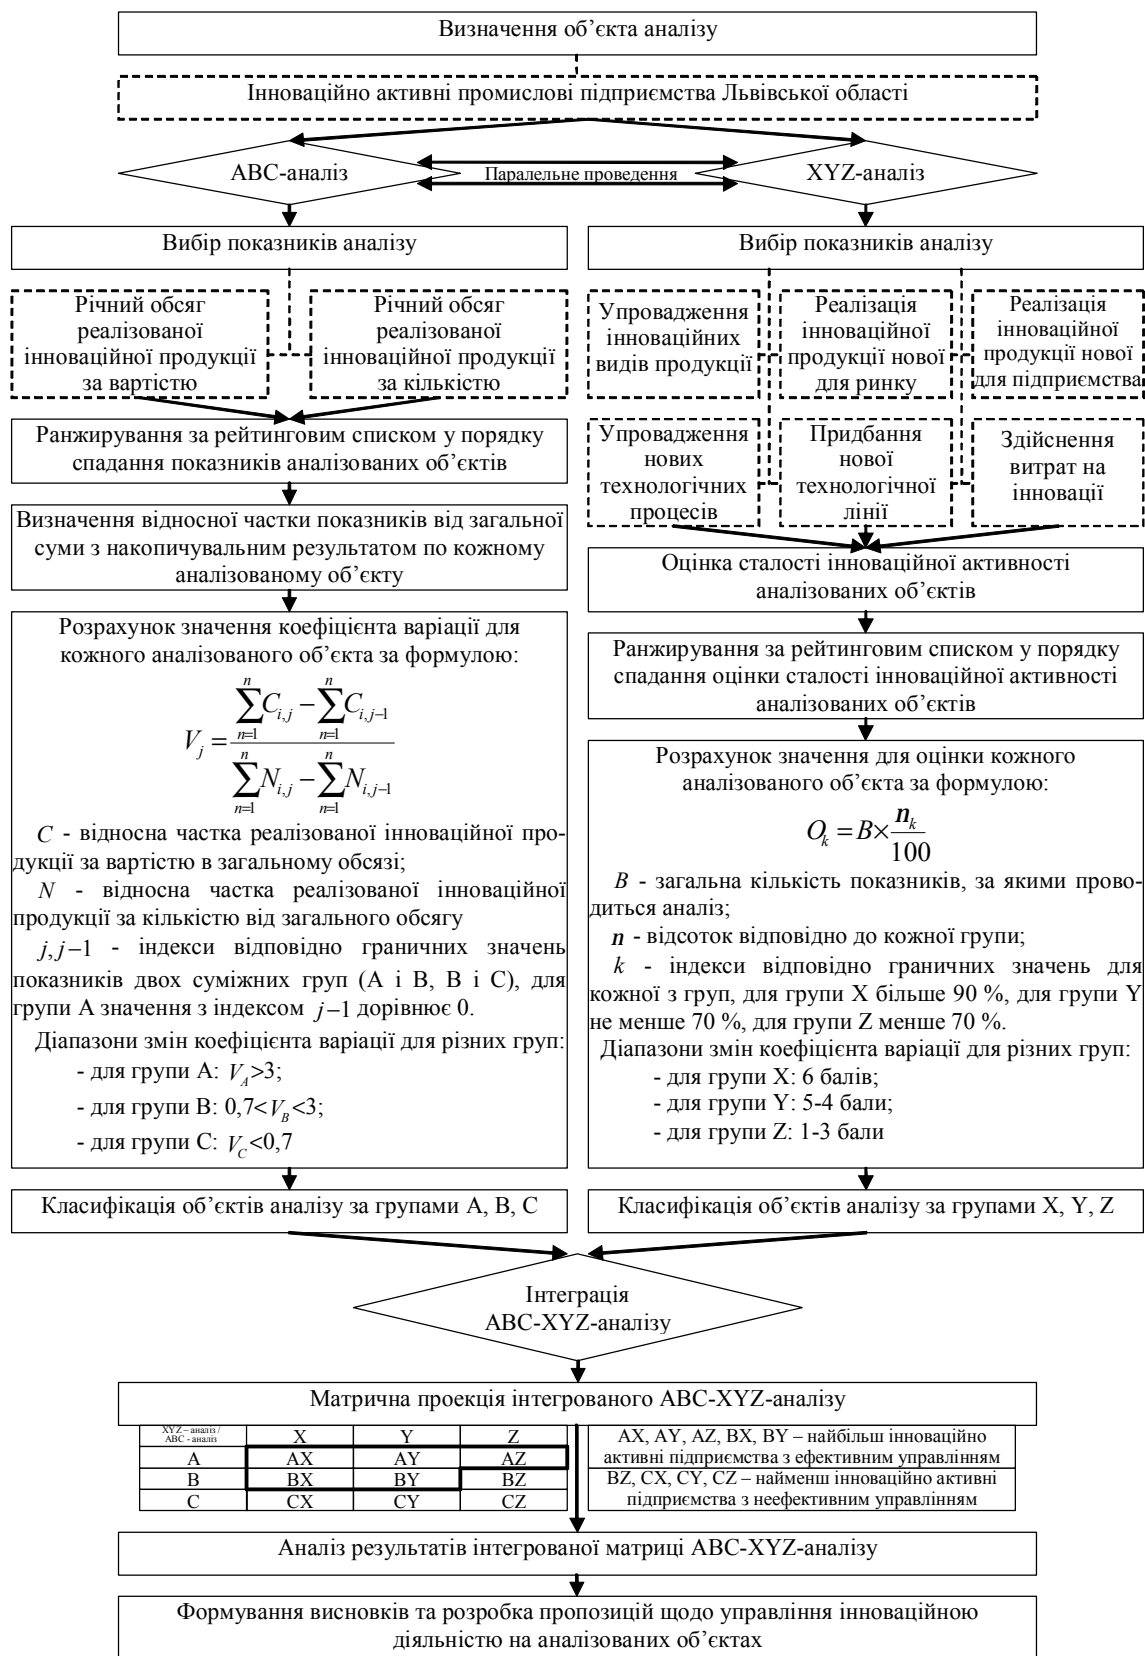 Визначення об’єкта аналізу
Інноваційно активні промислові підприємства Львівської області
АВС-аналіз
Паралельне проведення
XYZ-аналіз
Вибір показників аналізу
Річний обсяг
реалізованої
інноваційної продукції
за вартістю
Річний обсяг
реалізованої
інноваційної продукції
за кількістю
Ранжирування за рейтинговим списком у порядку
спадання показників аналізованих об’єктів
Визначення відносної частки показників від загальної
суми з накопичувальним результатом по кожному
аналізованому об’єкту
Розрахунок значення коефіцієнта варіації для
кожного аналізованого об’єкта за формулою:
V_j = (∑_{n=1}^{n} C_{i,j} − ∑_{n=1}^{n} C_{i,j−1}) / (∑_{n=1}^{n} N_{i,j} − ∑_{n=1}^{n} N_{i,j−1})
C - відносна частка реалізованої інноваційної про-
дукції за вартістю в загальному обсязі;
N - відносна частка реалізованої інноваційної
продукції за кількістю від загального обсягу
j, j−1 - індекси відповідно граничних значень
показників двух суміжних груп (А і В, В і С), для
групи А значення з індексом j−1 дорівнює 0.
Діапазони змін коефіцієнта варіації для різних груп:
- для групи А: V_A>3;
- для групи В: 0,7<V_B<3;
- для групи С: V_C<0,7
Класифікація об’єктів аналізу за групами А, В, С
Вибір показників аналізу
Упровадження
інноваційних
видів продукції
Реалізація
інноваційної
продукції нової
для ринку
Реалізація
інноваційної
продукції нової
для підприємства
Упровадження
нових
технологічних
процесів
Придбання
нової
технологічної
лінії
Здійснення
витрат на
інновації
Оцінка сталості інноваційної активності
аналізованих об’єктів
Ранжирування за рейтинговим списком у порядку
спадання оцінки сталості інноваційної активності
аналізованих об’єктів
Розрахунок значення для оцінки кожного
аналізованого об’єкта за формулою:
O_k = B × n_k / 100
B - загальна кількість показників, за якими прово-
диться аналіз;
n - відсоток відповідно до кожної групи;
k - індекси відповідно граничних значень для
кожної з груп, для групи X більше 90 %, для групи Y
не менше 70 %, для групи Z менше 70 %.
Діапазони змін коефіцієнта варіації для різних груп:
- для групи X: 6 балів;
- для групи Y: 5-4 бали;
- для групи Z: 1-3 бали
Класифікація об’єктів аналізу за групами X, Y, Z
Інтеграція
АВС-XYZ-аналізу
Матрична проекція інтегрованого АВС-XYZ-аналізу
XYZ – аналіз / X Y Z
АВС - аналіз
А AX AY AZ
В BX BY BZ
С CX CY CZ
AX, AY, AZ, BX, BY – найбільш інноваційно
активні підприємства з ефективним управлінням
BZ, CX, CY, CZ – найменш інноваційно активні
підприємства з неефективним управлінням
Аналіз результатів інтегрованої матриці АВС-XYZ-аналізу
Формування висновків та розробка пропозицій щодо управління інноваційною
діяльністю на аналізованих об’єктах